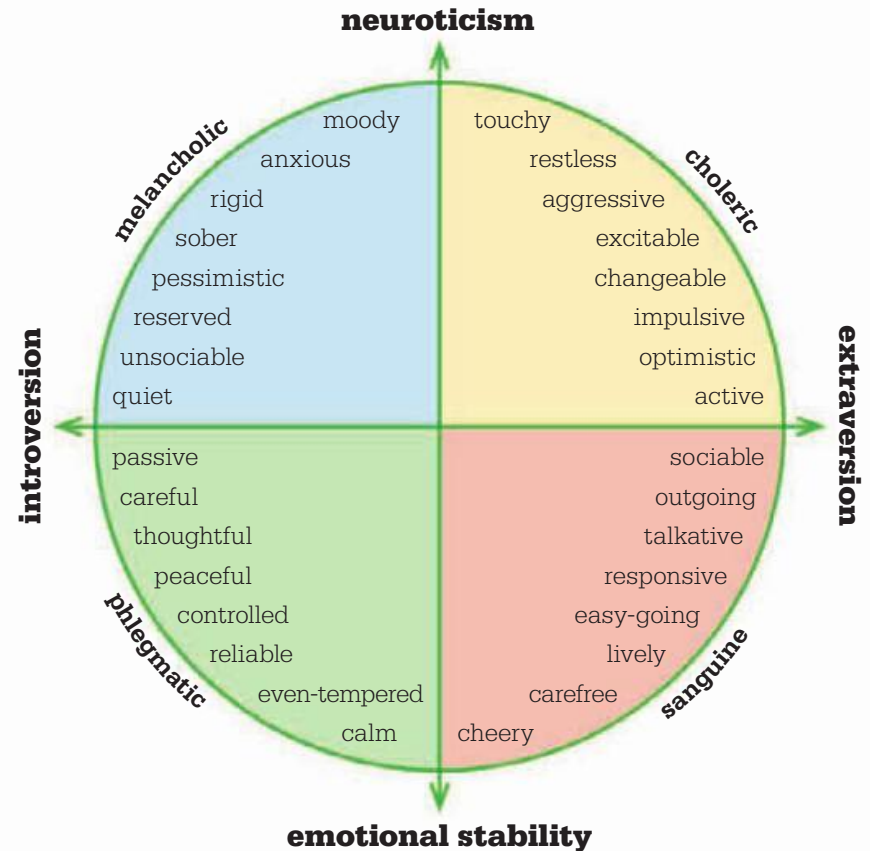 neuroticism
melancholic
moody
anxious
rigid
sober
pessimistic
reserved
unsociable
quiet
choleric
touchy
restless
aggressive
excitable
changeable
impulsive
optimistic
active
introversion
extraversion
phlegmatic
passive
careful
thoughtful
peaceful
controlled
reliable
even-tempered
calm
sanguine
sociable
outgoing
talkative
responsive
easy-going
lively
carefree
cheery
emotional stability